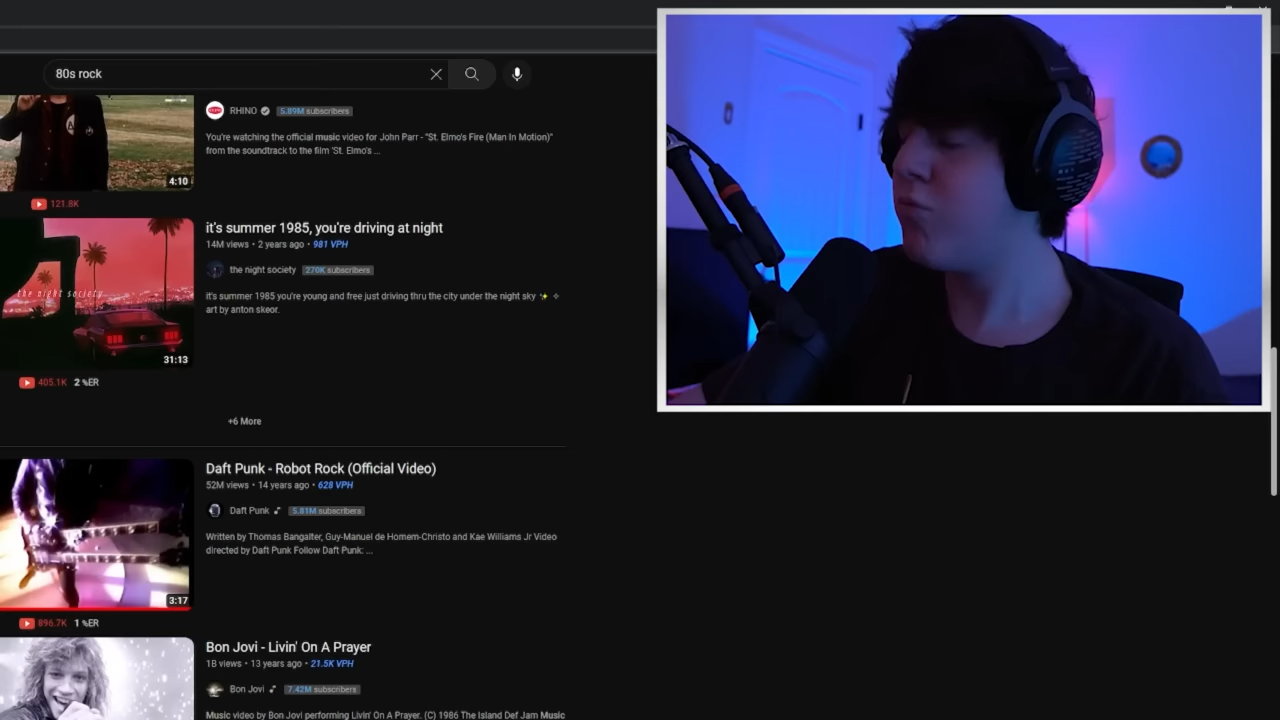 80s rock
RHINO 5.89M subscribers
You're watching the official music video for John Parr - "St. Elmo's Fire (Man In Motion)"
from the soundtrack to the film 'St. Elmo's ...
4:10
121.8K
it's summer 1985, you're driving at night
14M views • 2 years ago • 981 VPH
the night society 270K subscribers
the night society
it's summer 1985 you're young and free just driving thru the city under the night sky
art by anton skeor.
31:13
405.1K 2 %ER
+6 More
Daft Punk - Robot Rock (Official Video)
52M views • 14 years ago • 628 VPH
Daft Punk 5.81M subscribers
Written by Thomas Bangalter, Guy-Manuel de Homem-Christo and Kae Williams Jr Video
directed by Daft Punk Follow Daft Punk: ...
3:17
896.7K 1 %ER
Bon Jovi - Livin' On A Prayer
1B views • 13 years ago • 21.5K VPH
Bon Jovi 7.42M subscribers
Music video by Bon Jovi performing Livin' On A Prayer. (C) 1986 The Island Def Jam Music